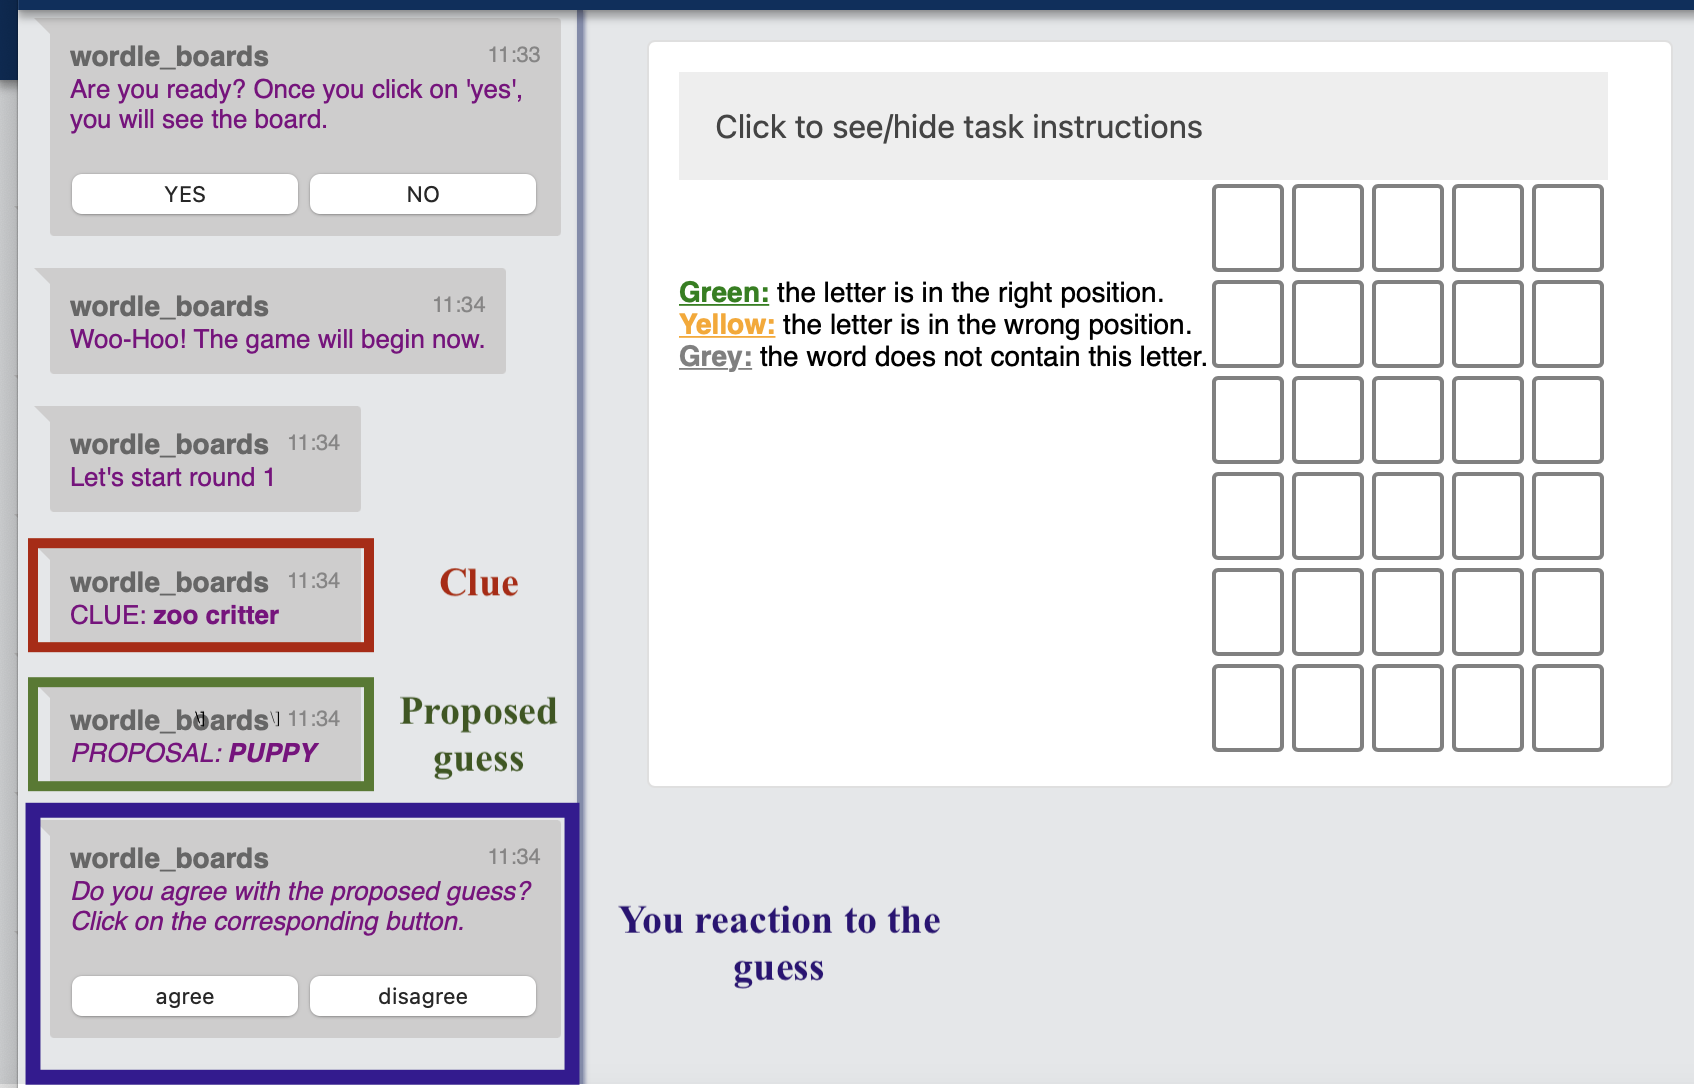 wordle_boards 11:33
Are you ready? Once you click on 'yes',
you will see the board.
YES NO
wordle_boards 11:34
Woo-Hoo! The game will begin now.
wordle_boards 11:34
Let's start round 1
wordle_boards 11:34
CLUE: zoo critter
Clue
wordle_boards 11:34
PROPOSAL: PUPPY
Proposed
guess
wordle_boards 11:34
Do you agree with the proposed guess?
Click on the corresponding button.
agree disagree
You reaction to the
guess
Click to see/hide task instructions
Green: the letter is in the right position.
Yellow: the letter is in the wrong position.
Grey: the word does not contain this letter.